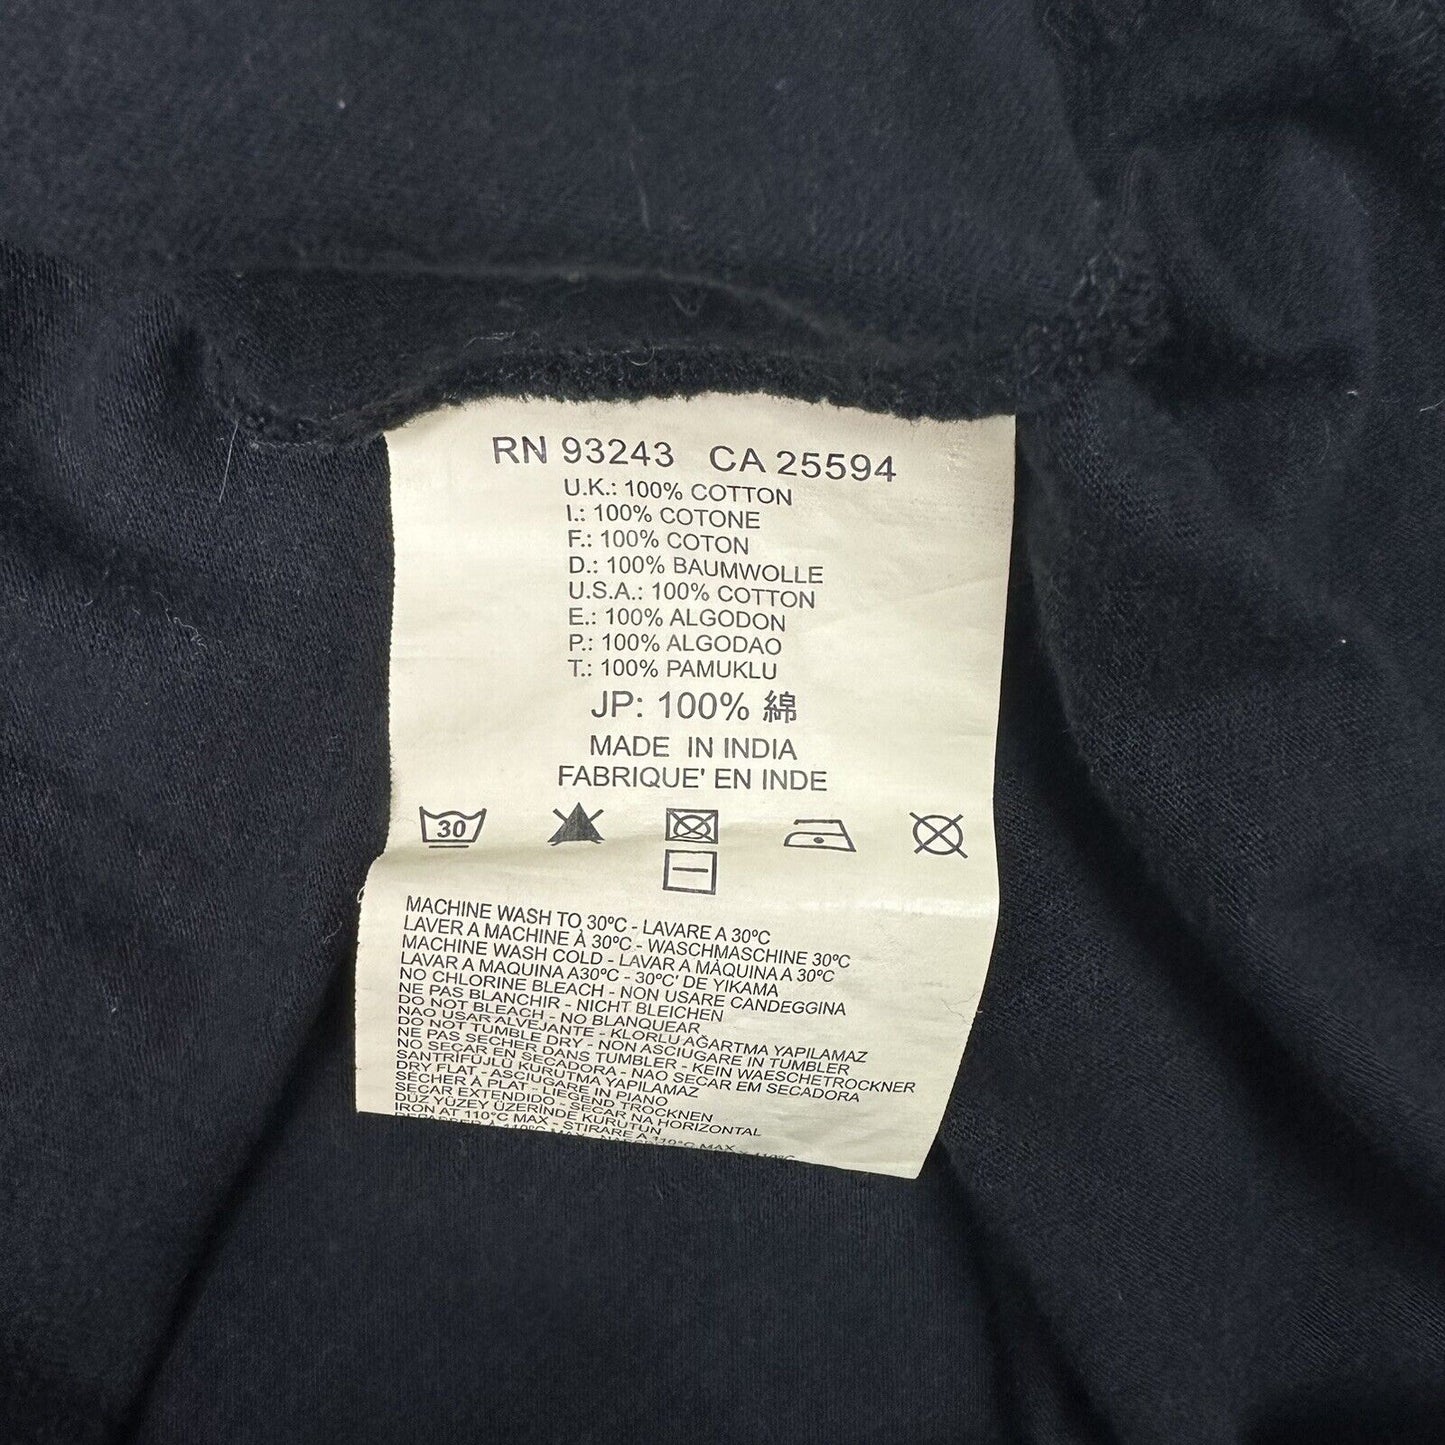 RN 93243 CA 25594
U.K.: 100% COTTON
I.: 100% COTONE
F.: 100% COTON
D.: 100% BAUMWOLLE
U.S.A.: 100% COTTON
E.: 100% ALGODON
P.: 100% ALGODAO
T.: 100% PAMUKLU
JP: 100% 綿
MADE IN INDIA
FABRIQUE' EN INDE
30
MACHINE WASH TO 30ºC - LAVARE A 30ºC
LAVER A MACHINE À 30ºC - WASCHMASCHINE 30ºC
MACHINE WASH COLD - LAVAR A MÀQUINA A 30ºC
LAVAR A MAQUINA A30ºC - 30ºC' DE YIKAMA
NO CHLORINE BLEACH - NON USARE CANDEGGINA
NE PAS BLANCHIR - NICHT BLEICHEN
DO NOT BLEACH - NO BLANQUEAR
NAO USAR ALVEJANTE - KLORLU AĞARTMA YAPILAMAZ
DO NOT TUMBLE DRY - NON ASCIUGARE IN TUMBLER
NE PAS SECHER DANS TUMBLER - KEIN WAESCHETROCKNER
NO SECAR EN SECADORA - NAO SECAR EM SECADORA
SANTRİFÜJLÜ KURUTMA YAPILAMAZ
DRY FLAT - ASCIUGARE IN PIANO
SÈCHER À PLAT - LIEGEND TROCKNEN
SECAR EXTENDIDO - SECAR NA HORIZONTAL
DÜZ YÜZEY ÜZERİNDE KURUTUN
IRON AT 110°C MAX - STIRARE A 110°C MAX